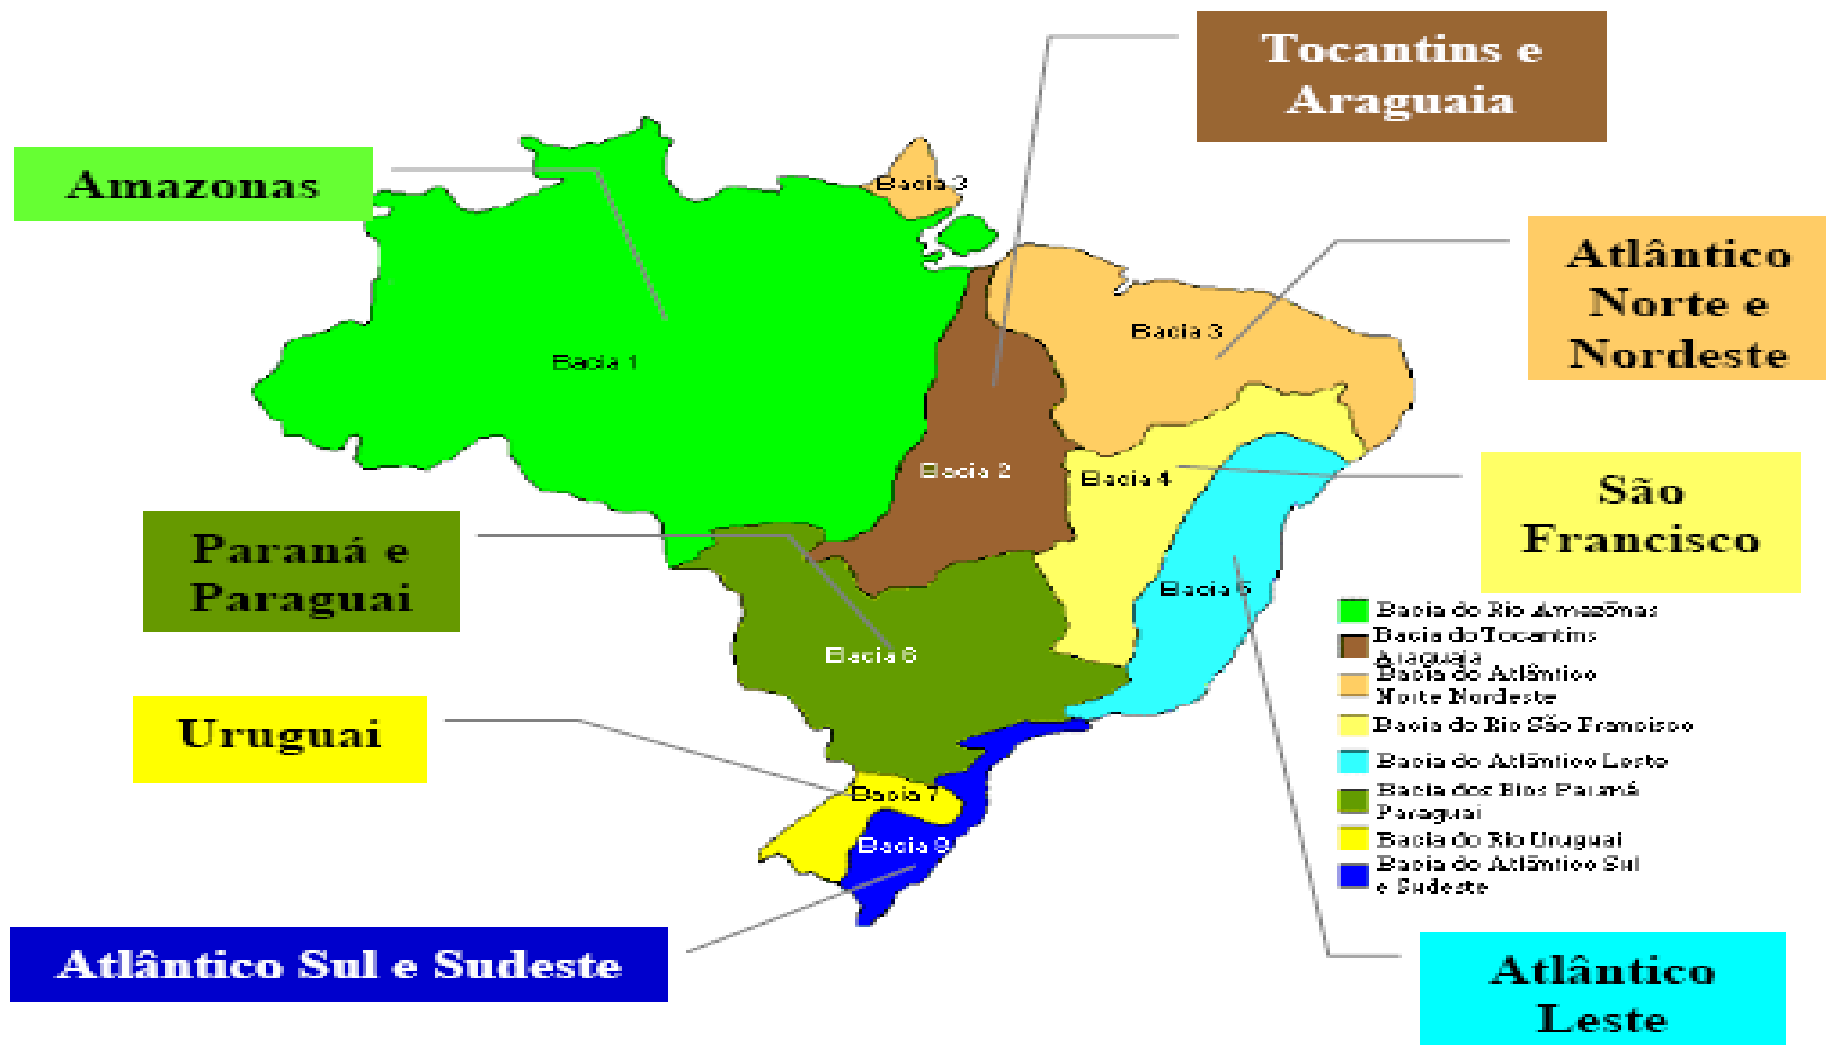 Tocantins e
Araguaia
Amazonas
Bacia 3
Atlântico
Norte e
Nordeste
Bacia 3
Bacia 1
Bacia 2
Bacia 4
São
Francisco
Paraná e
Paraguai
Bacia 5
Bacia 6
Uruguai
Bacia 7
Bacia 8
Atlântico Sul e Sudeste
Bacia do Rio Amazônas
Bacia do Tocantins
Araguaia
Bacia do Atlântico
Norte Nordeste
Bacia do Rio São Francisco
Bacia do Atlântico Leste
Bacia dos Rios Paraná
Paraguai
Bacia do Rio Uruguai
Bacia do Atlântico Sul
e Sudeste
Atlântico
Leste